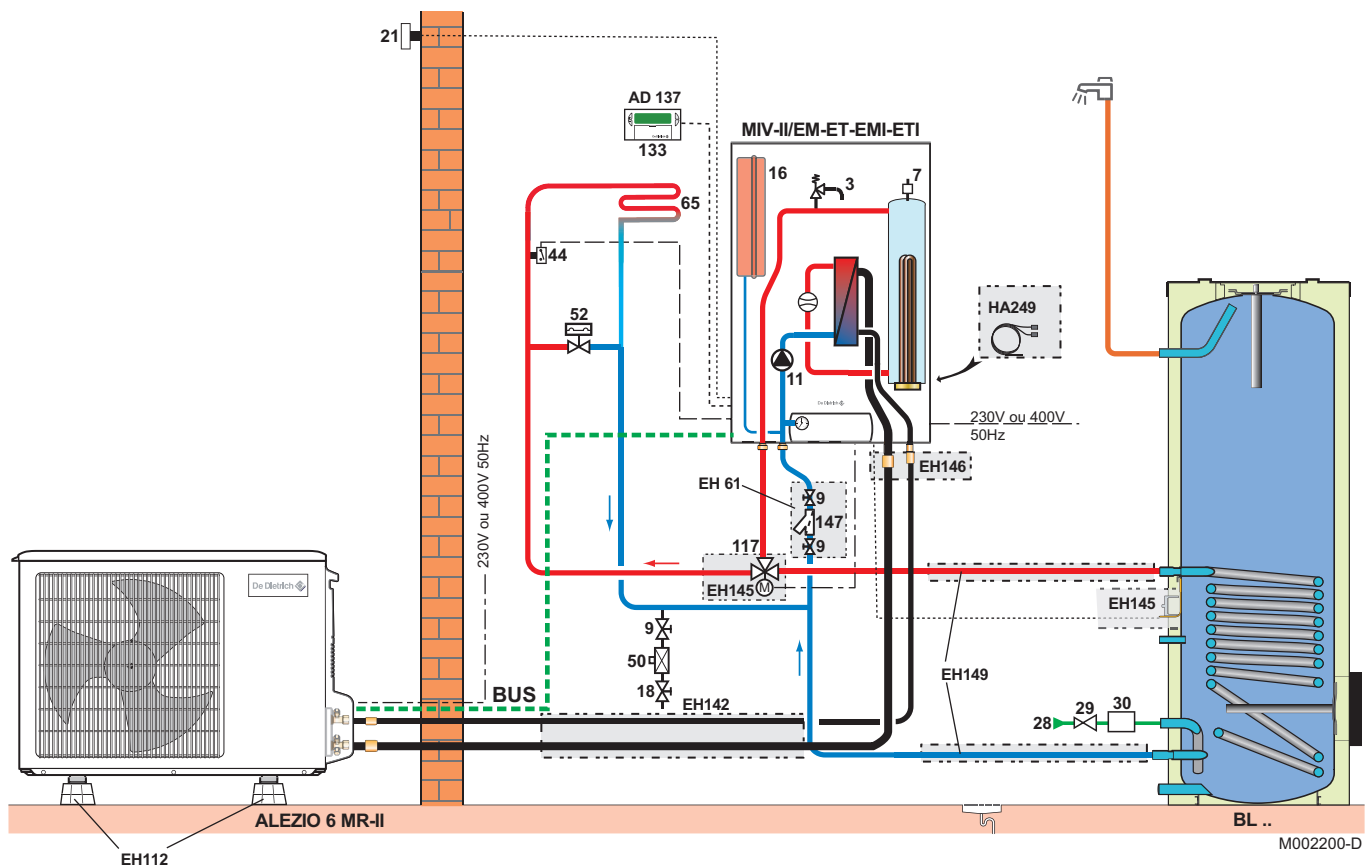 21
AD 137
133
MIV-II/EM-ET-EMI-ETI
16
3
7
65
44
52
HA249
11
De Dietrich
230V ou 400V
50Hz
230V ou 400V 50Hz
EH146
EH 61
9
147
9
117
M
EH145
EH145
De Dietrich
9
50
18
BUS
EH142
EH149
28
29
30
ALEZIO 6 MR-II
BL ..
EH112
M002200-D